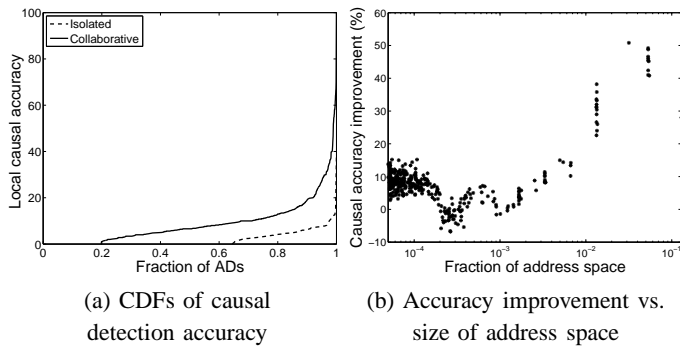 100
80
60
40
20
0
Isolated
Collaborative
Local causal accuracy
0.2 0.4 0.6 0.8 1
Fraction of ADs
(a) CDFs of causal
detection accuracy
60
50
40
30
20
10
0
−10
Causal accuracy improvement (%)
10⁻⁴ 10⁻³ 10⁻² 10⁻¹
Fraction of address space
(b) Accuracy improvement vs.
size of address space